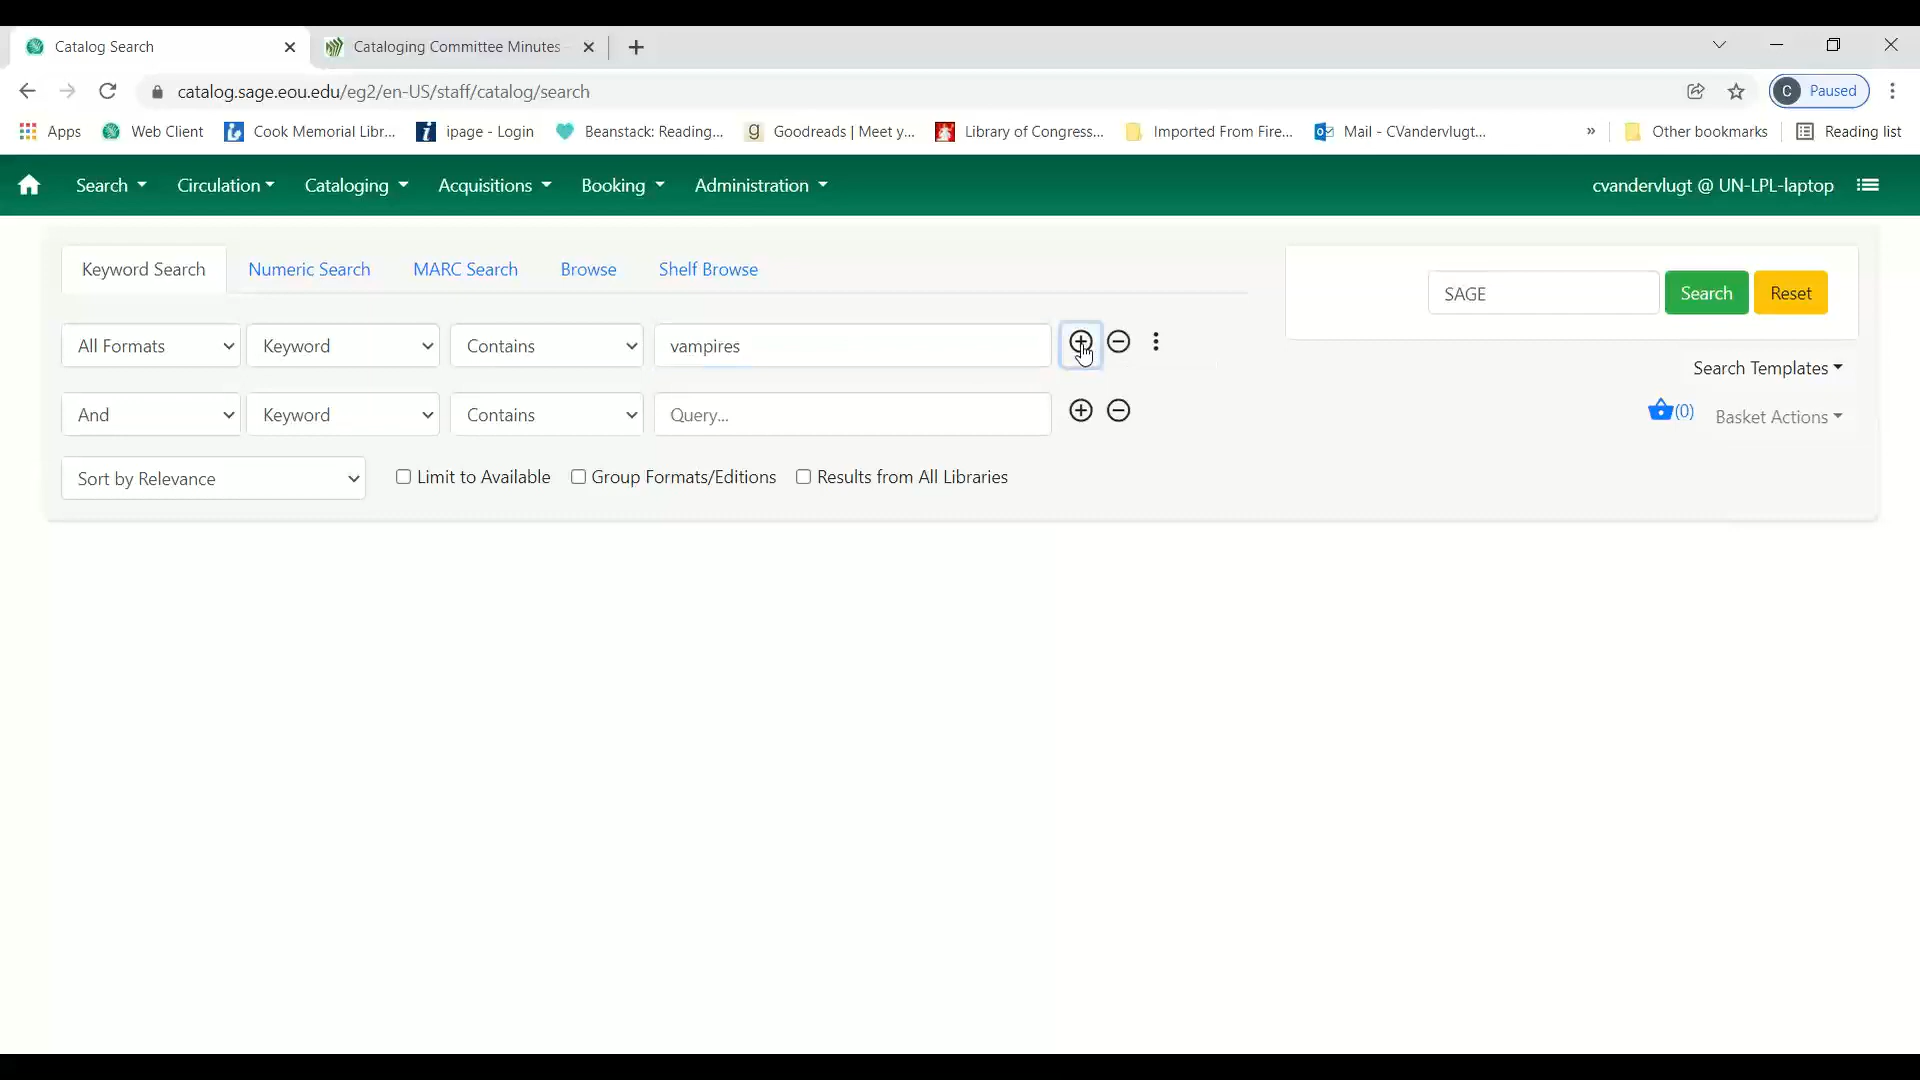 Catalog Search
Cataloging Committee Minutes
catalog.sage.eou.edu/eg2/en-US/staff/catalog/search
C Paused
Apps Web Client Cook Memorial Libr... ipage - Login Beanstack: Reading... Goodreads | Meet y... Library of Congress... Imported From Fire... Mail - CVandervlugt... » Other bookmarks Reading list
Search Circulation Cataloging Acquisitions Booking Administration cvandervlugt @ UN-LPL-laptop
Keyword Search Numeric Search MARC Search Browse Shelf Browse
SAGE Search Reset
All Formats Keyword Contains vampires
Search Templates
And Keyword Contains Query...
(0) Basket Actions
Sort by Relevance Limit to Available Group Formats/Editions Results from All Libraries